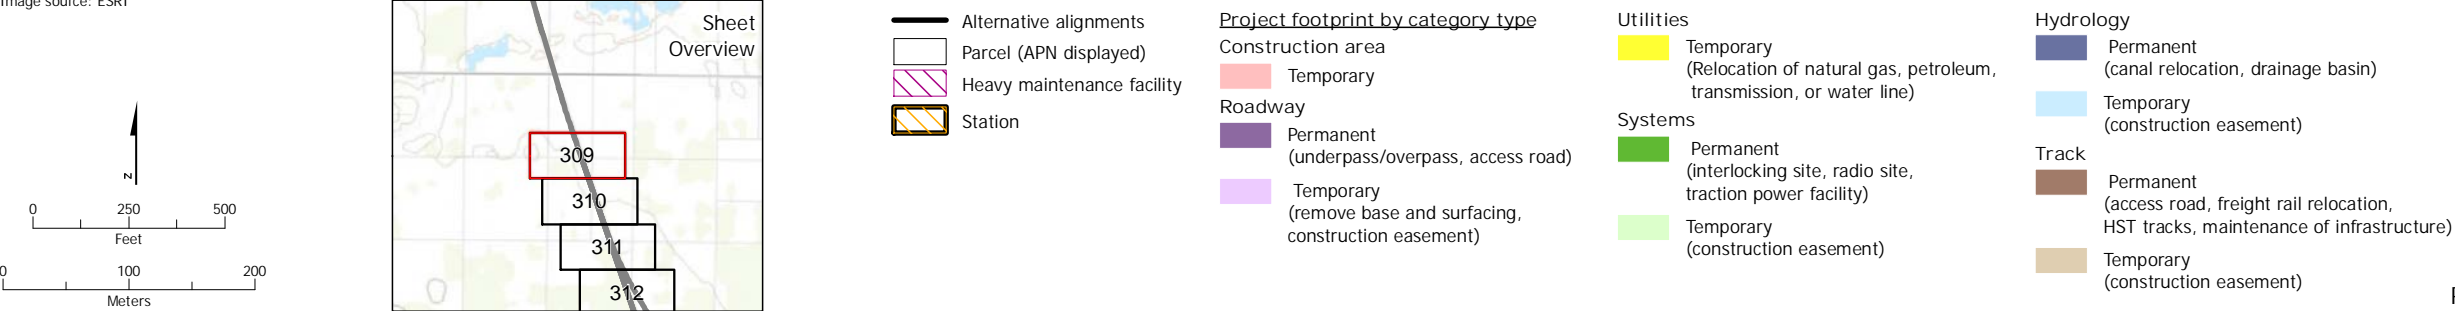 Image source: ESRI
N
0 250 500
Feet
0 100 200
Meters
Sheet
Overview
309
310
311
312
Alternative alignments
Parcel (APN displayed)
Heavy maintenance facility
Station
Project footprint by category type
Construction area
Temporary
Roadway
Permanent
(underpass/overpass, access road)
Temporary
(remove base and surfacing,
construction easement)
Utilities
Temporary
(Relocation of natural gas, petroleum,
transmission, or water line)
Systems
Permanent
(interlocking site, radio site,
traction power facility)
Temporary
(construction easement)
Hydrology
Permanent
(canal relocation, drainage basin)
Temporary
(construction easement)
Track
Permanent
(access road, freight rail relocation,
HST tracks, maintenance of infrastructure)
Temporary
(construction easement)